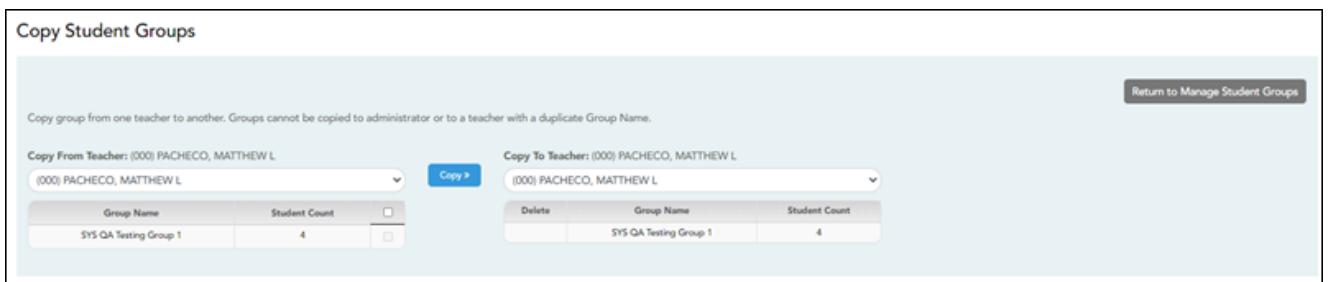 Copy Student Groups
Return to Manage Student Groups
Copy group from one teacher to another. Groups cannot be copied to administrator or to a teacher with a duplicate Group Name.
Copy From Teacher: (000) PACHECO, MATTHEW L
(000) PACHECO, MATTHEW L
Group Name Student Count
SYS QA Testing Group 1 4
Copy »
Copy To Teacher: (000) PACHECO, MATTHEW L
(000) PACHECO, MATTHEW L
Delete Group Name Student Count
SYS QA Testing Group 1 4